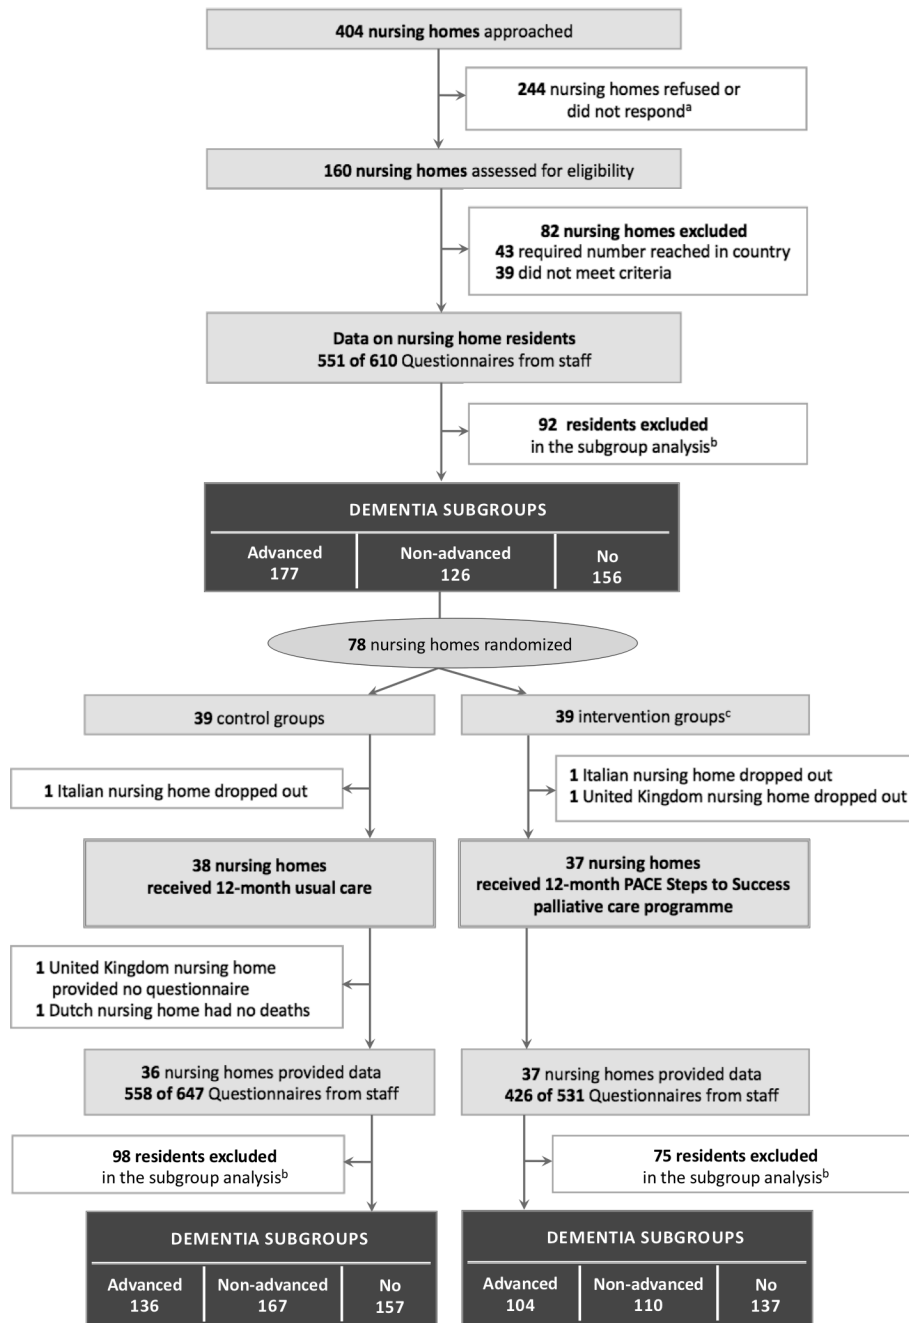 404 nursing homes approached
244 nursing homes refused or
did not respondᵃ
160 nursing homes assessed for eligibility
82 nursing homes excluded
43 required number reached in country
39 did not meet criteria
Data on nursing home residents
551 of 610 Questionnaires from staff
92 residents excluded
in the subgroup analysisᵇ
DEMENTIA SUBGROUPS
Advanced Non-advanced No
177 126 156
78 nursing homes randomized
39 control groups
39 intervention groupsᶜ
1 Italian nursing home dropped out
1 Italian nursing home dropped out
1 United Kingdom nursing home dropped out
38 nursing homes
received 12-month usual care
37 nursing homes
received 12-month PACE Steps to Success
palliative care programme
1 United Kingdom nursing home
provided no questionnaire
1 Dutch nursing home had no deaths
36 nursing homes provided data
558 of 647 Questionnaires from staff
37 nursing homes provided data
426 of 531 Questionnaires from staff
98 residents excluded
in the subgroup analysisᵇ
75 residents excluded
in the subgroup analysisᵇ
DEMENTIA SUBGROUPS
Advanced Non-advanced No
136 167 157
DEMENTIA SUBGROUPS
Advanced Non-advanced No
104 110 137